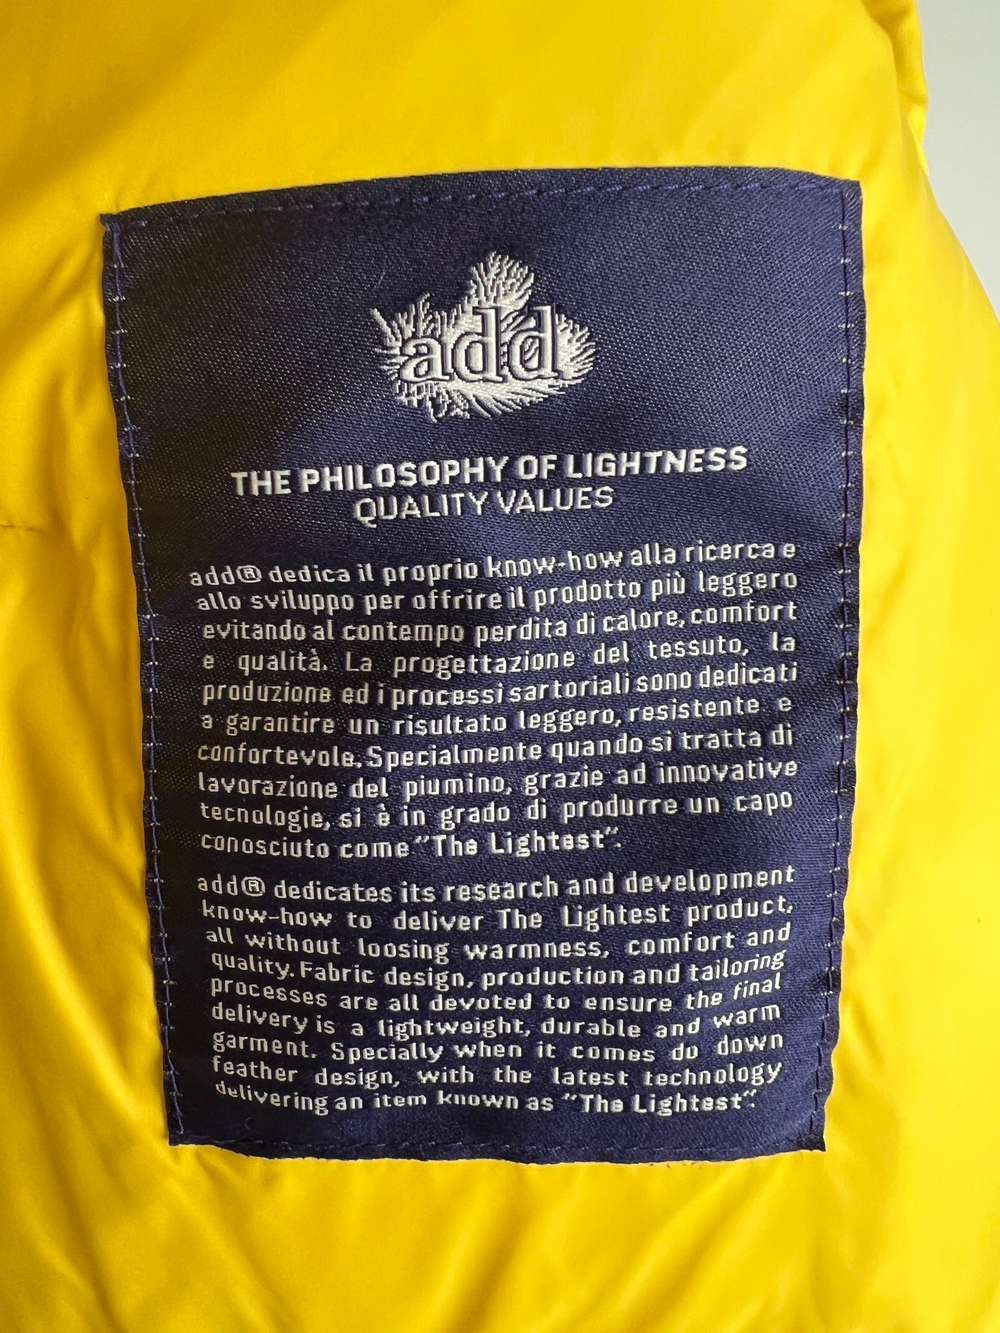 add
THE PHILOSOPHY OF LIGHTNESS
QUALITY VALUES
add® dedica il proprio know-how alla ricerca e
allo sviluppo per offrire il prodotto più leggero
evitando al contempo perdita di calore, comfort
e qualità. La progettazione del tessuto, la
produzione ed i processi sartoriali sono dedicati
a garantire un risultato leggero, resistente e
confortevole. Specialmente quando si tratta di
lavorazione del piumino, grazie ad innovative
tecnologie, si è in grado di produrre un capo
conosciuto come "The Lightest".
add® dedicates its research and development
know-how to deliver The Lightest product,
all without loosing warmness, comfort and
quality. Fabric design, production and tailoring
processes are all devoted to ensure the final
delivery is a lightweight, durable and warm
garment. Specially when it comes do down
feather design, with the latest technology
delivering an item known as "The Lightest".